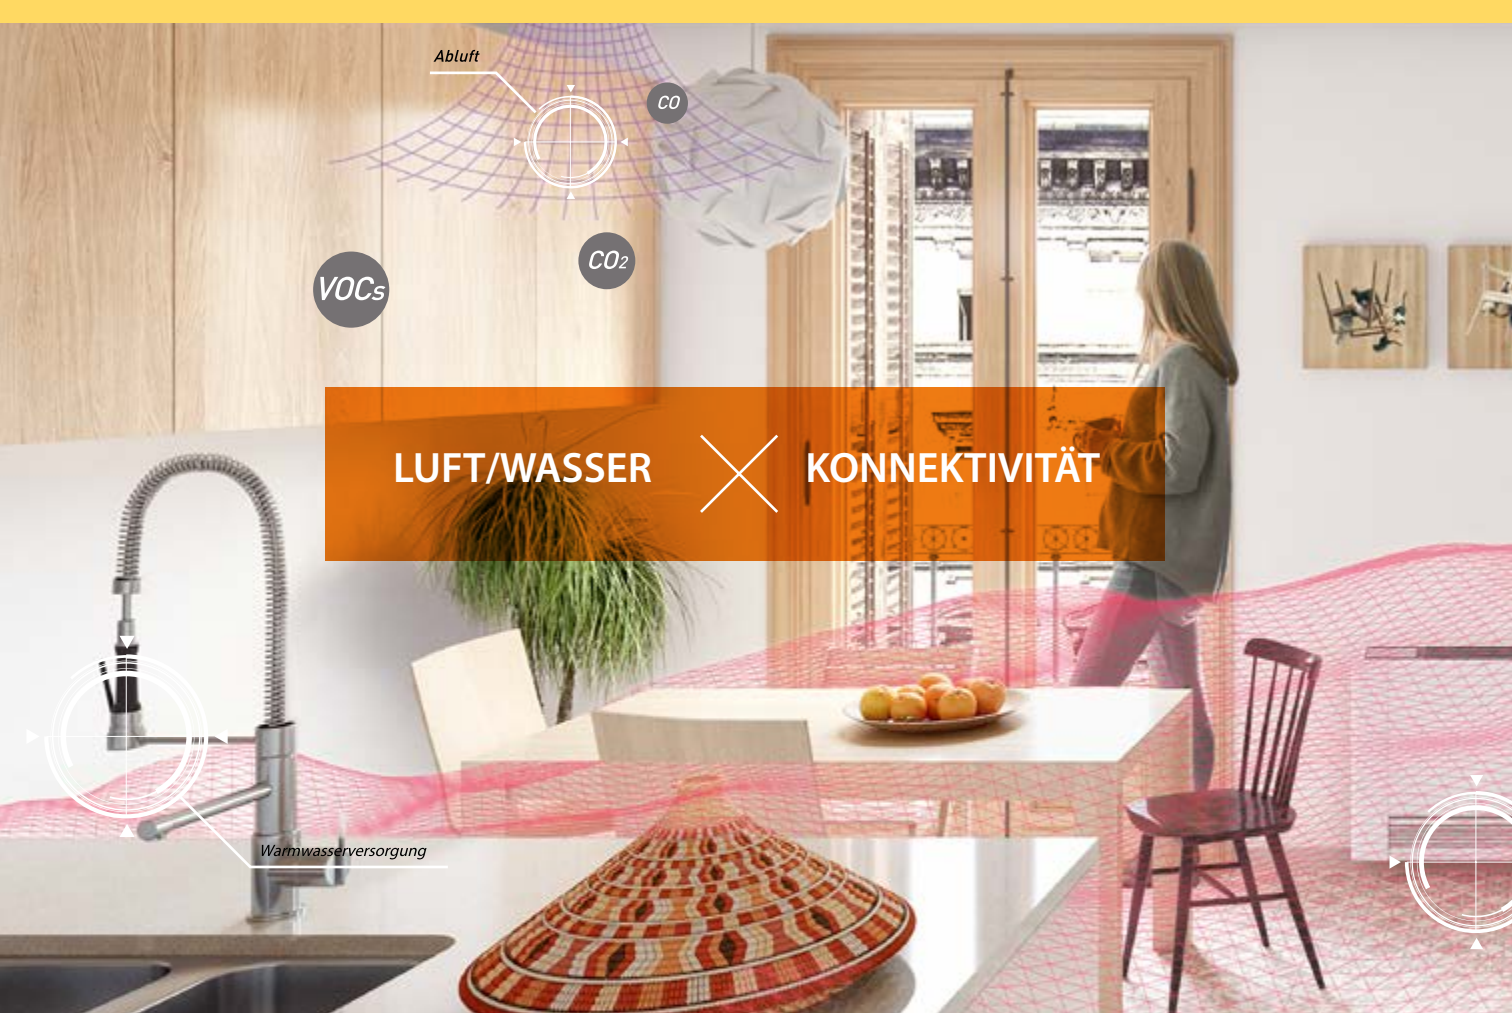 Abluft
CO
CO2
VOCs
LUFT/WASSER KONNEKTIVITÄT
Warmwasserversorgung